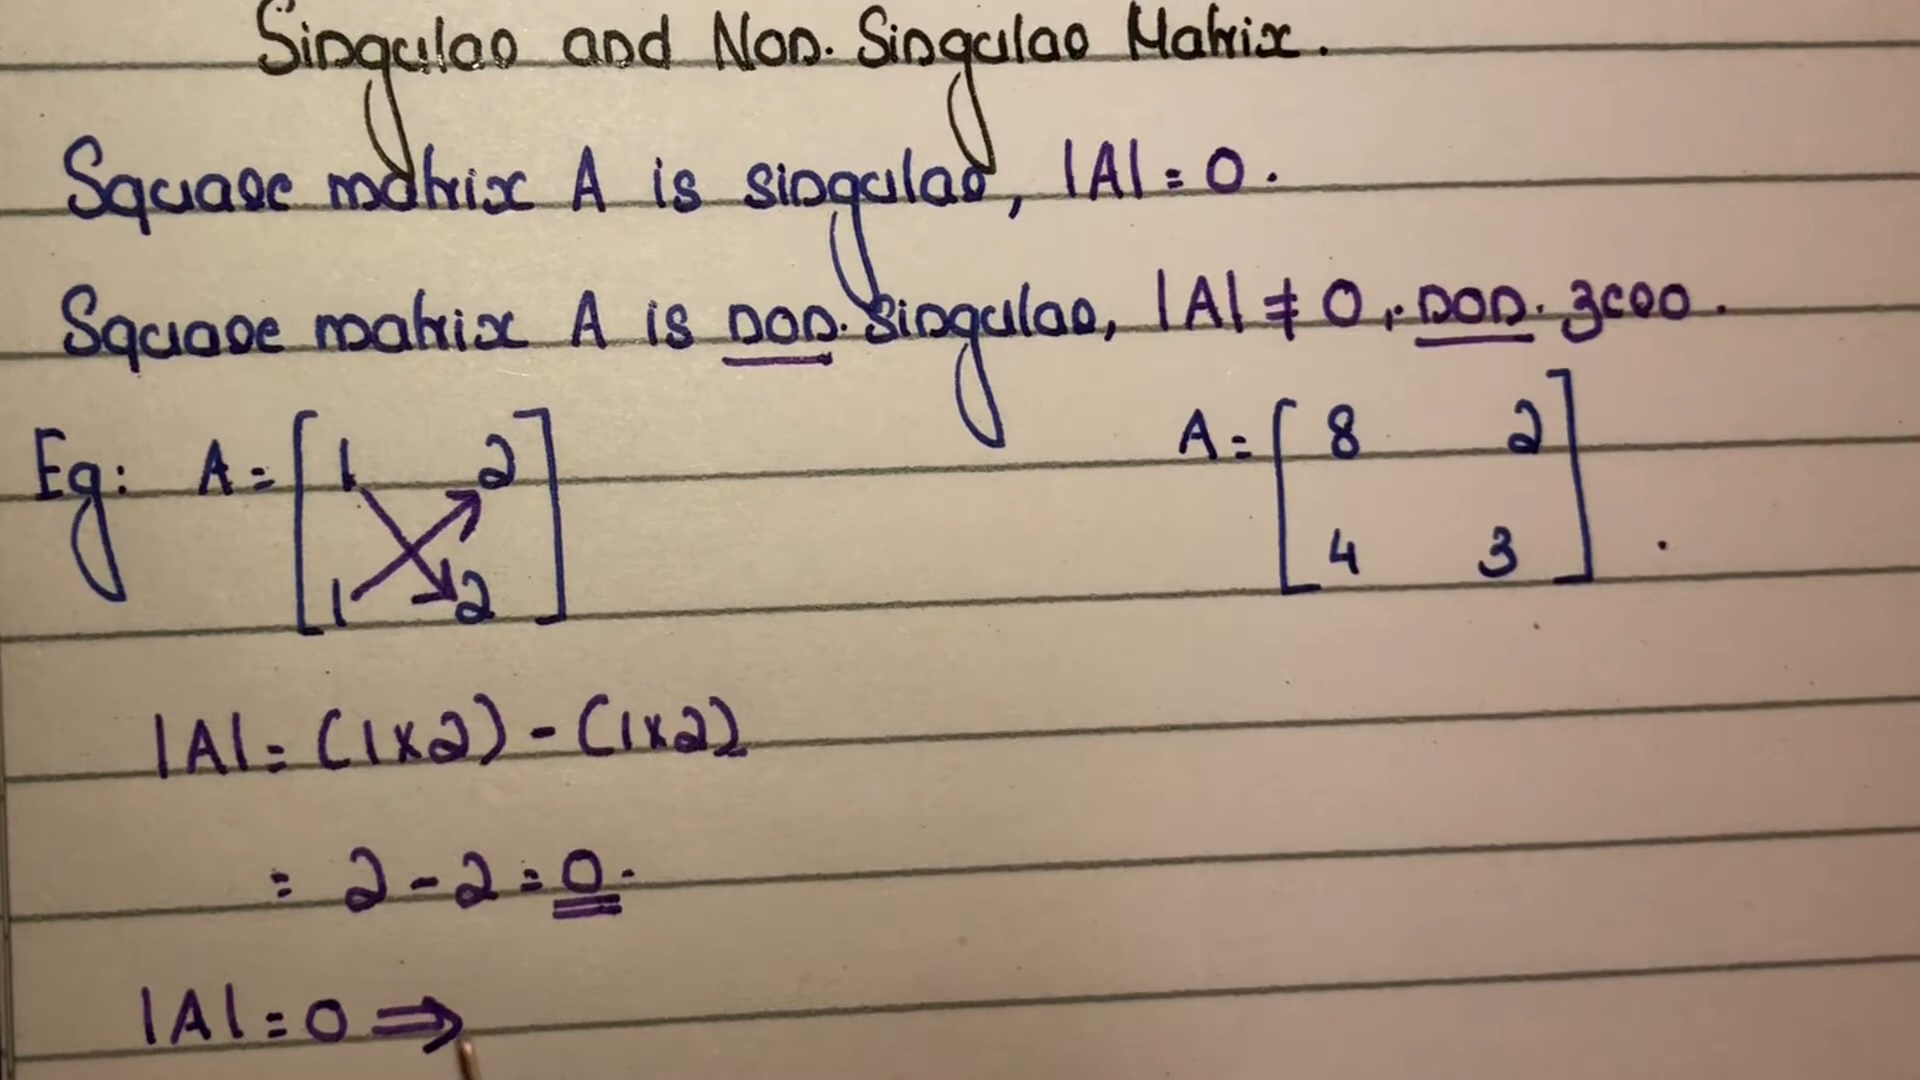 Singular and Non-Singular Matrix.
Square matrix A is singular, |A| = 0.
Square matrix A is non-singular, |A| ≠ 0, non-zero.
Eg: A = [ 1 2
1 2 ]
A = [ 8 2
4 3 ] .
|A| = (1×2) - (1×2)
= 2 - 2 = 0.
|A| = 0 ⇒